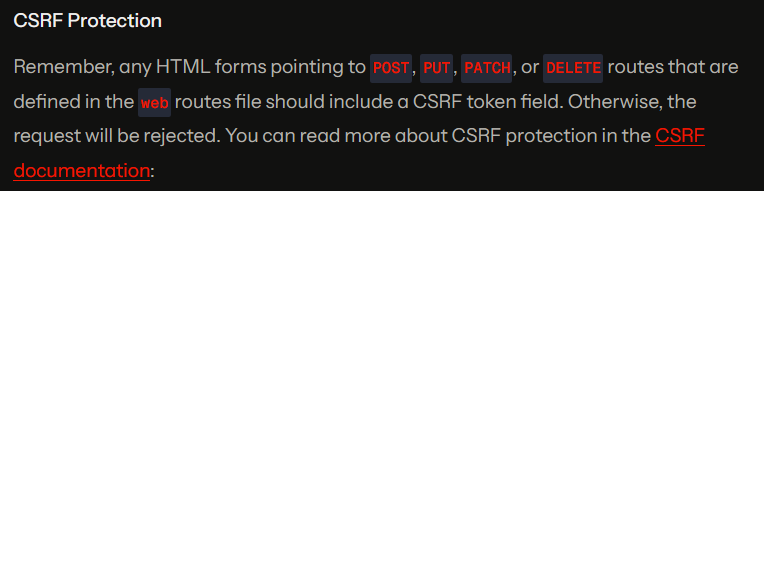 CSRF Protection
Remember, any HTML forms pointing to POST, PUT, PATCH, or DELETE routes that are
defined in the web routes file should include a CSRF token field. Otherwise, the
request will be rejected. You can read more about CSRF protection in the CSRF
documentation: